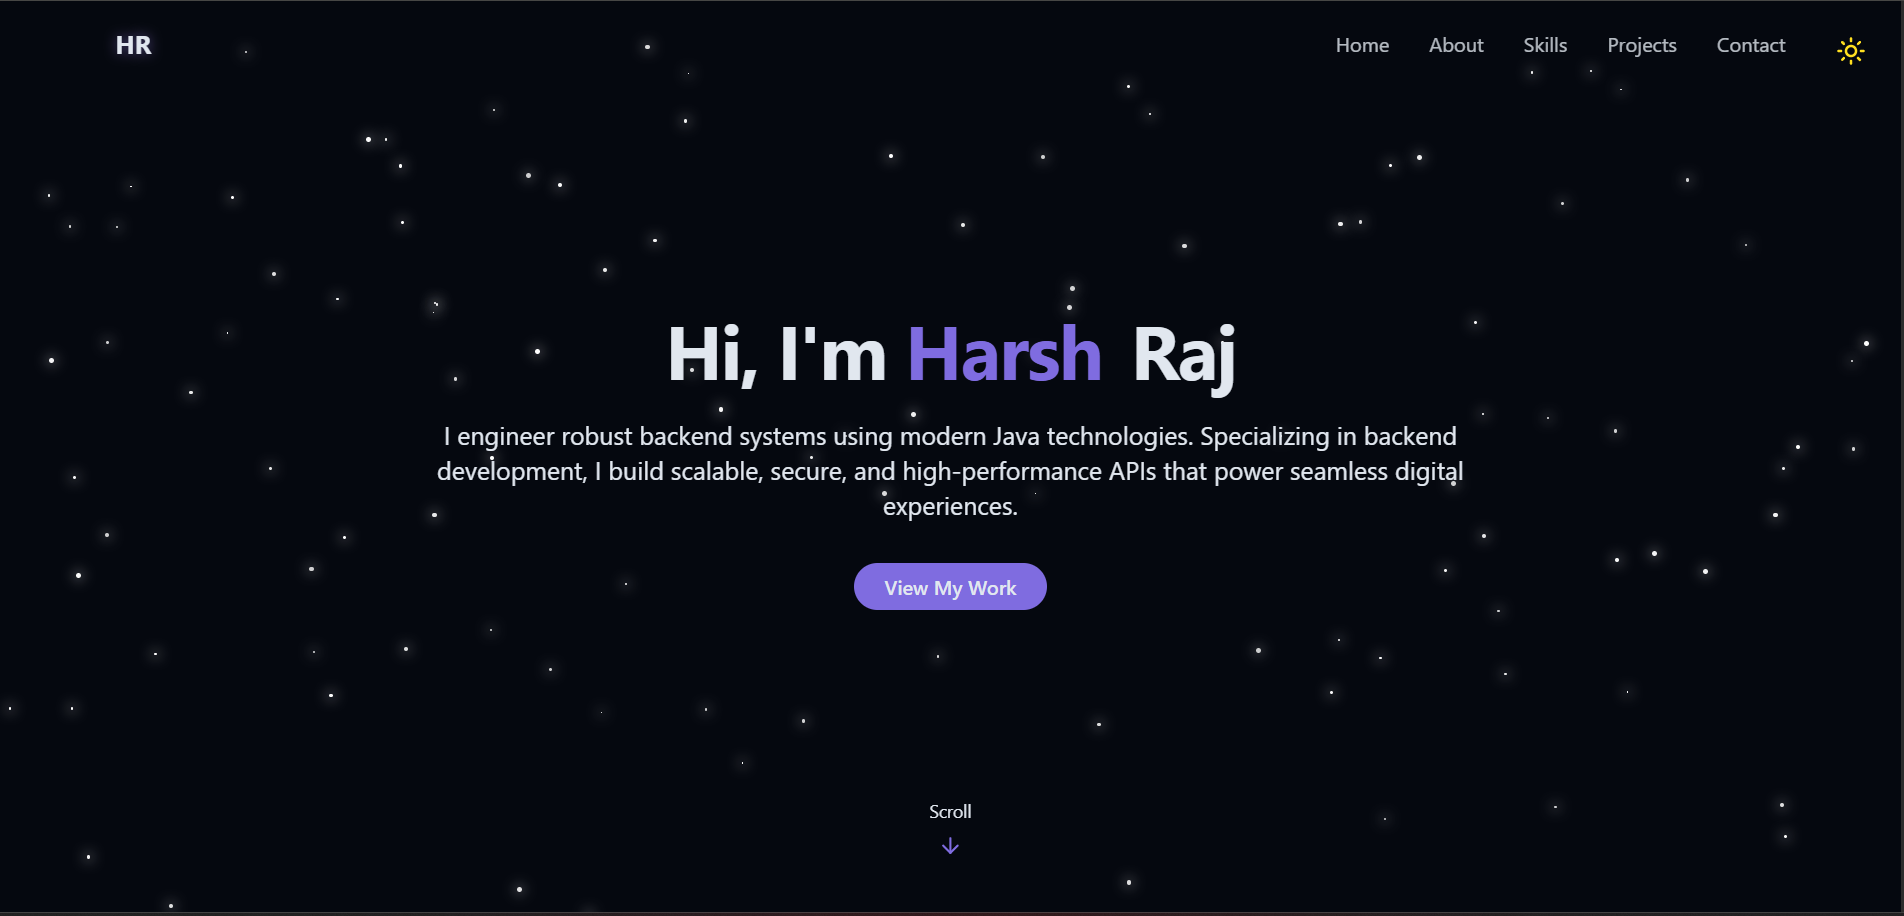 HR
Home About Skills Projects Contact
Hi, I'm Harsh Raj
I engineer robust backend systems using modern Java technologies. Specializing in backend
development, I build scalable, secure, and high-performance APIs that power seamless digital
experiences.
View My Work
Scroll